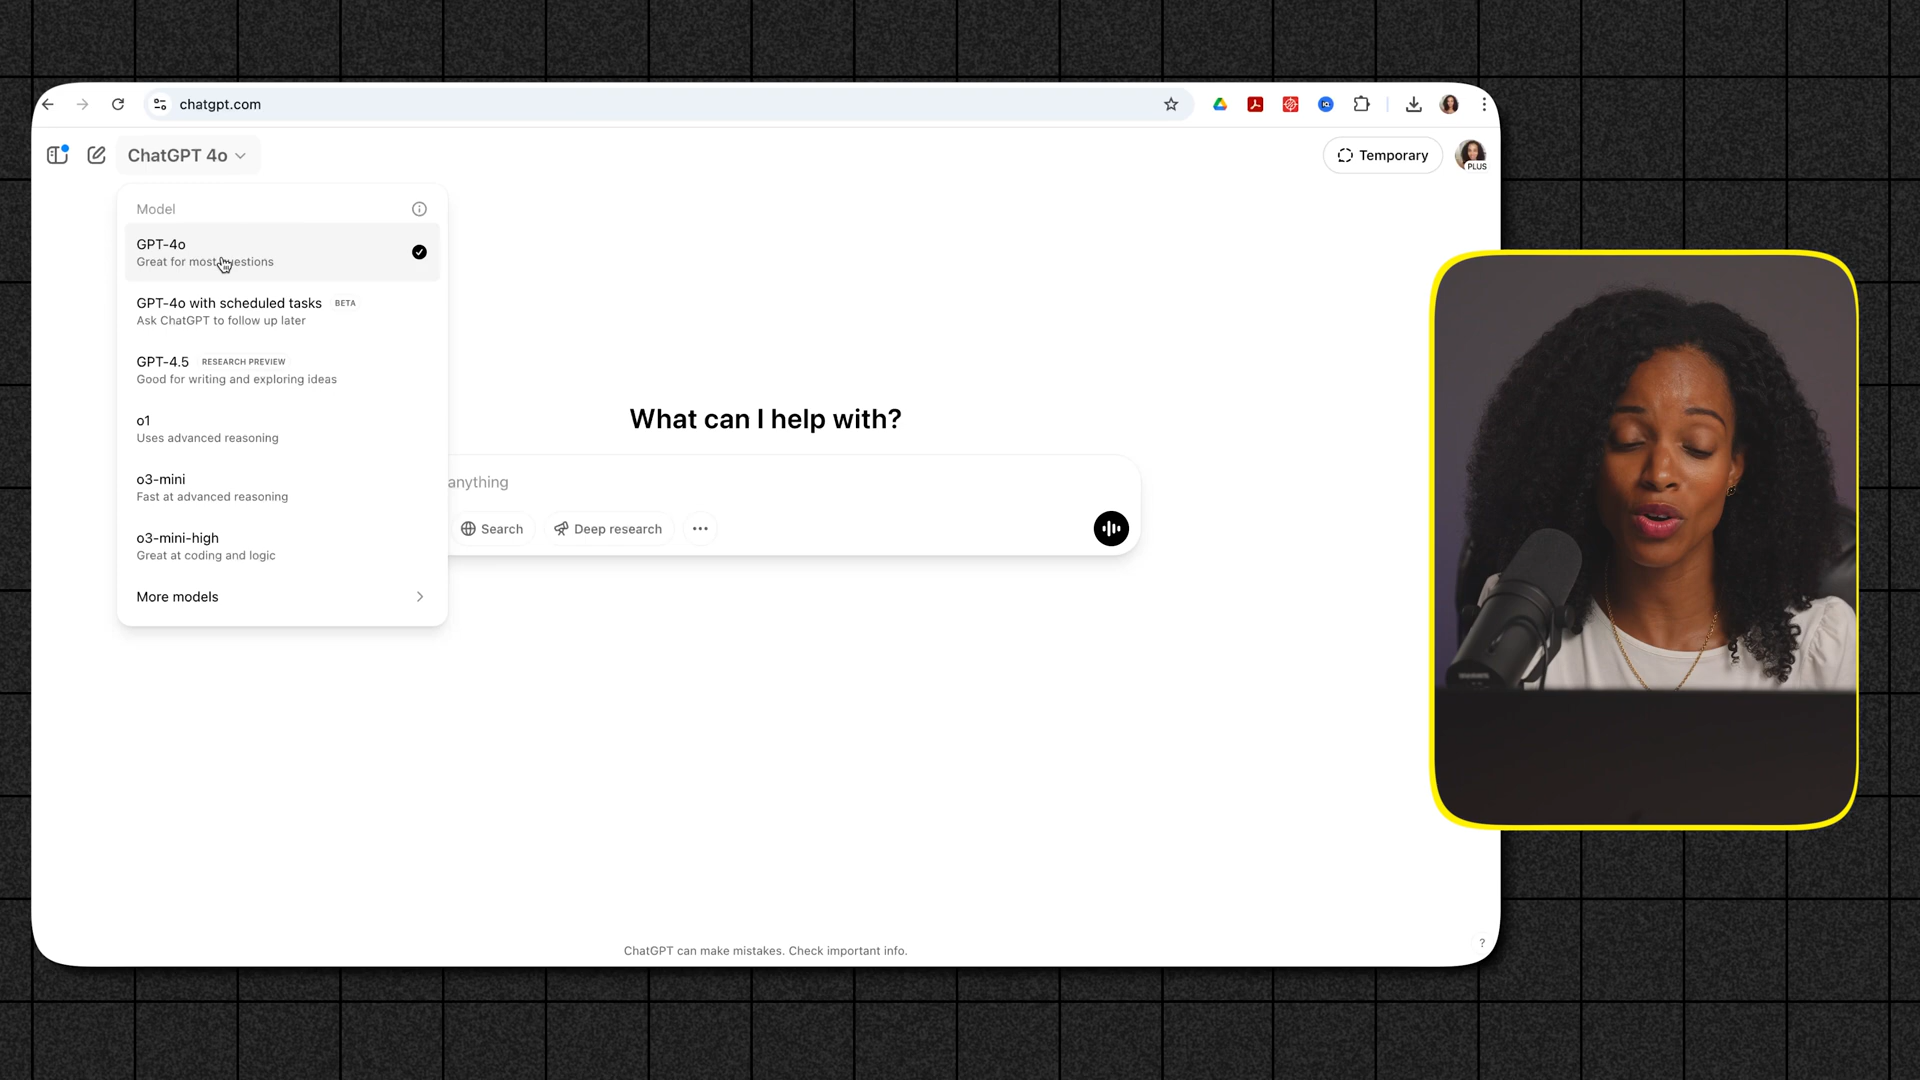 chatgpt.com
ChatGPT 4o
Temporary
PLUS
Model
GPT-4o
Great for most questions
GPT-4o with scheduled tasks BETA
Ask ChatGPT to follow up later
GPT-4.5 RESEARCH PREVIEW
Good for writing and exploring ideas
o1
Uses advanced reasoning
o3-mini
Fast at advanced reasoning
o3-mini-high
Great at coding and logic
More models
What can I help with?
anything
Search
Deep research
ChatGPT can make mistakes. Check important info.
?